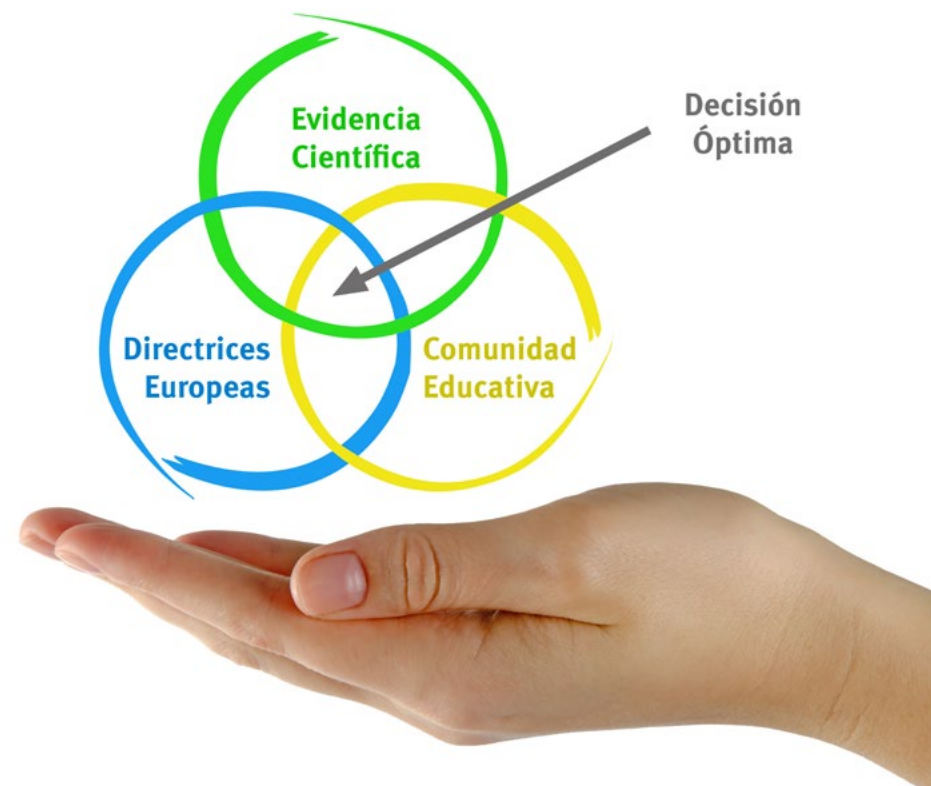 Evidencia
Científica
Decisión
Óptima
Directrices
Europeas
Comunidad
Educativa